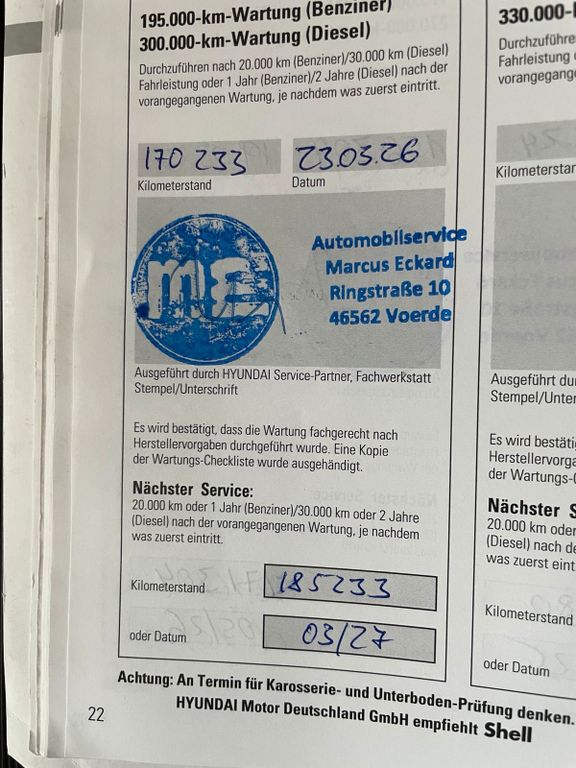 195.000-km-Wartung (Benziner)
300.000-km-Wartung (Diesel)
Durchzuführen nach 20.000 km (Benziner)/30.000 km (Diesel)
Fahrleistung oder 1 Jahr (Benziner)/2 Jahre (Diesel) nach der
vorangegangenen Wartung, je nachdem was zuerst eintritt.
170 233
23.03.26
Kilometerstand
Datum
ME
Automobilservice
Marcus Eckard
Ringstraße 10
46562 Voerde
Ausgeführt durch HYUNDAI Service-Partner, Fachwerkstatt
Stempel/Unterschrift
Es wird bestätigt, dass die Wartung fachgerecht nach
Herstellervorgaben durchgeführt wurde. Eine Kopie
der Wartungs-Checkliste wurde ausgehändigt.
Nächster Service:
20.000 km oder 1 Jahr (Benziner)/30.000 km oder 2 Jahre
(Diesel) nach der vorangegangenen Wartung, je nachdem
was zuerst eintritt.
Kilometerstand
185233
oder Datum
03/27
Achtung: An Termin für Karosserie- und Unterboden-Prüfung denken.
HYUNDAI Motor Deutschland GmbH empfiehlt Shell
22
330.000-
Durchzuführe
Fahrleistung
vorangegang
Kilometerstan
Ausgeführt du
Stempel/Unter
Es wird bestäti
Herstellervorga
der Wartungs-
Nächster S
20.000 km oder
(Diesel) nach de
was zuerst eint
Kilometerstand
oder Datum